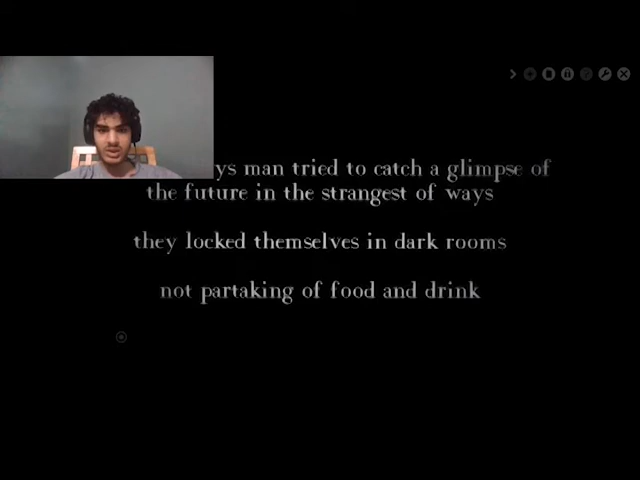 ys man tried to catch a glimpse of
the future in the strangest of ways
they locked themselves in dark rooms
not partaking of food and drink